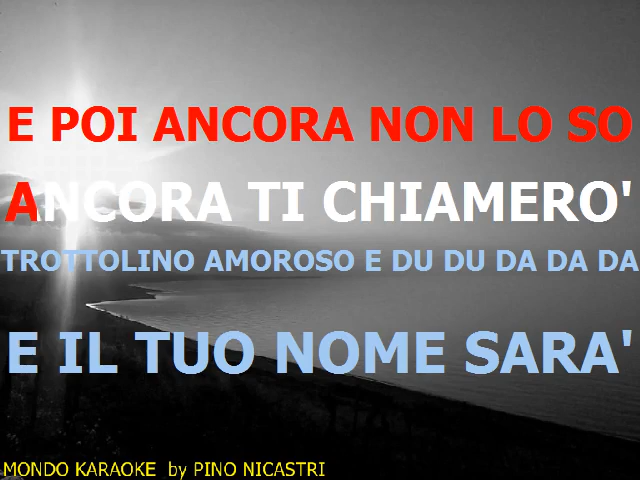 E POI ANCORA NON LO SO
ANCORA TI CHIAMERO'
TROTTOLINO AMOROSO E DU DU DA DA DA
E IL TUO NOME SARA'
MONDO KARAOKE by PINO NICASTRI